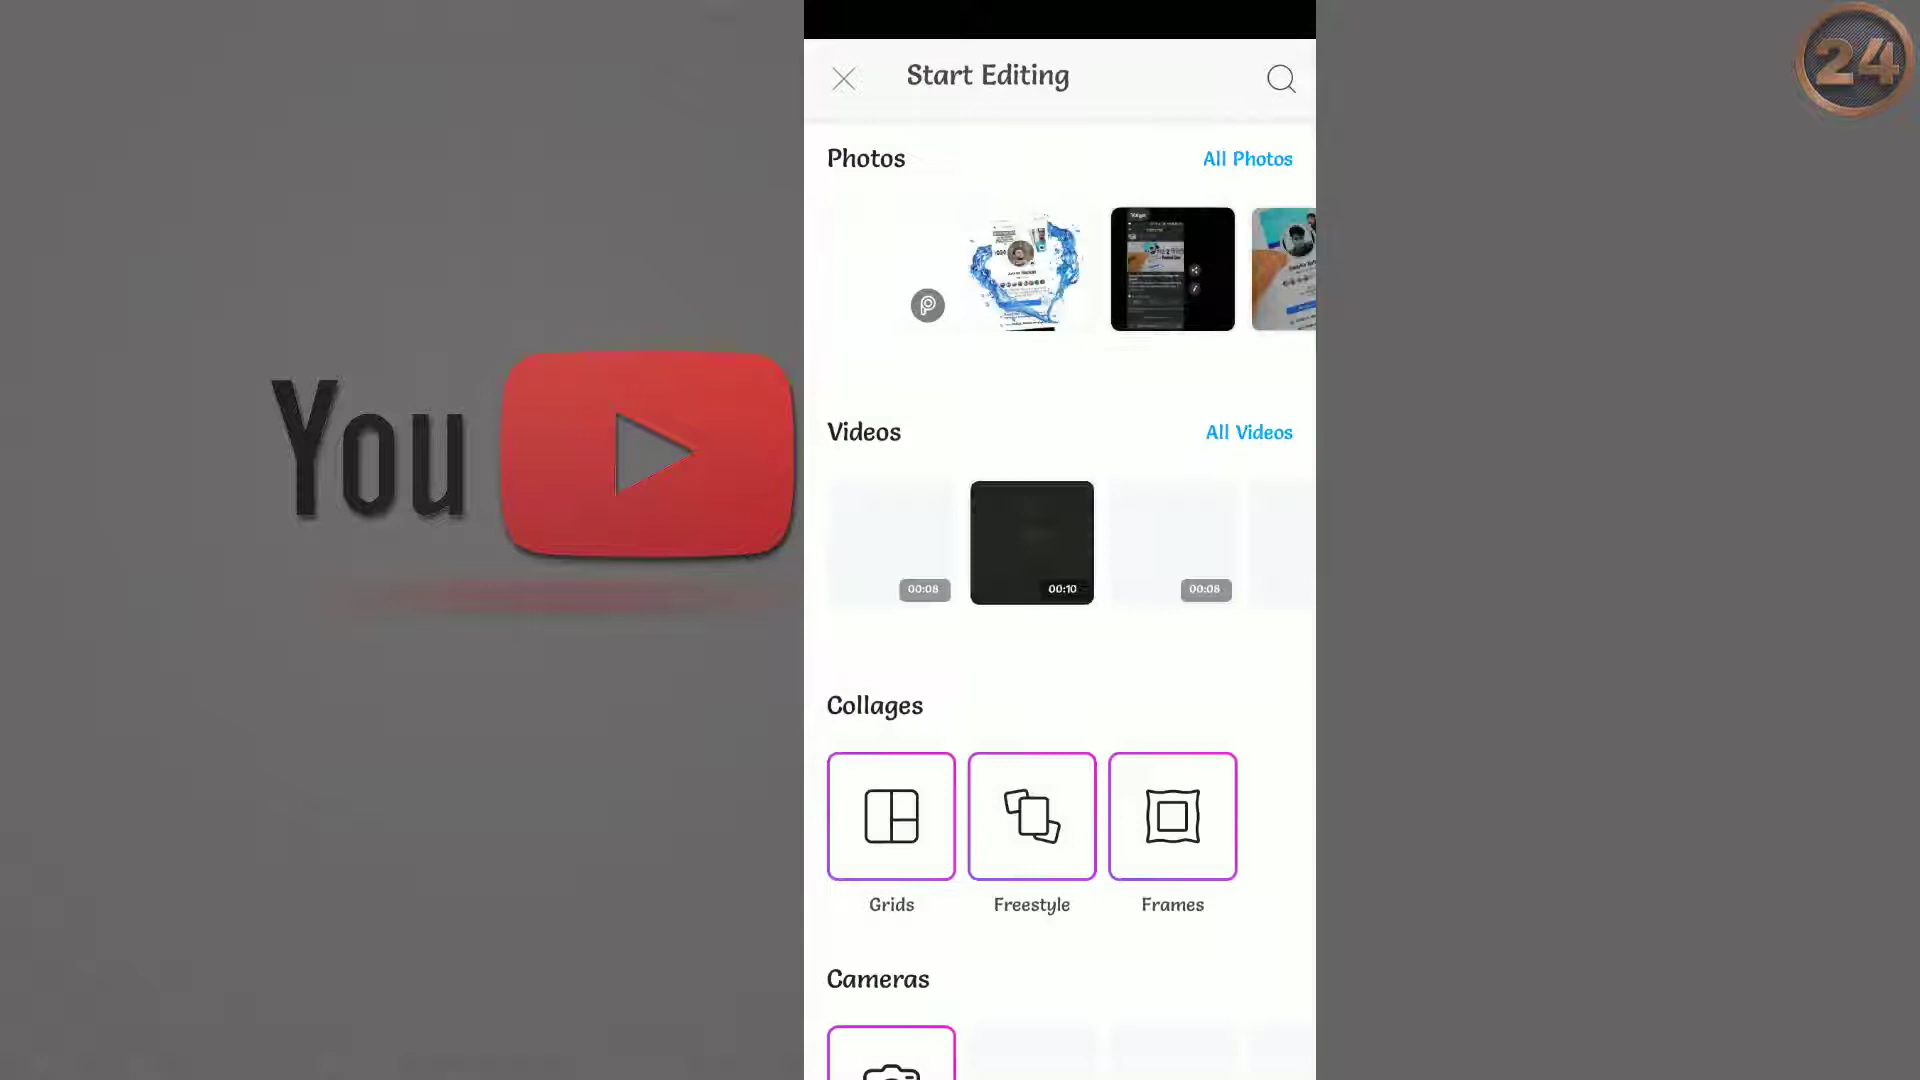 24
Start Editing
Photos
All Photos
You
Videos
All Videos
00:08
00:10
00:08
Collages
Grids
Freestyle
Frames
Cameras